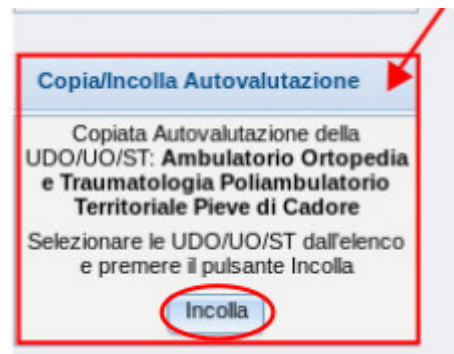 Copia/Incolla Autovalutazione
Copiata Autovalutazione della
UDO/UO/ST: Ambulatorio Ortopedia
e Traumatologia Poliambulatorio
Territoriale Pieve di Cadore
Selezionare le UDO/UO/ST dall'elenco
e premere il pulsante Incolla
Incolla